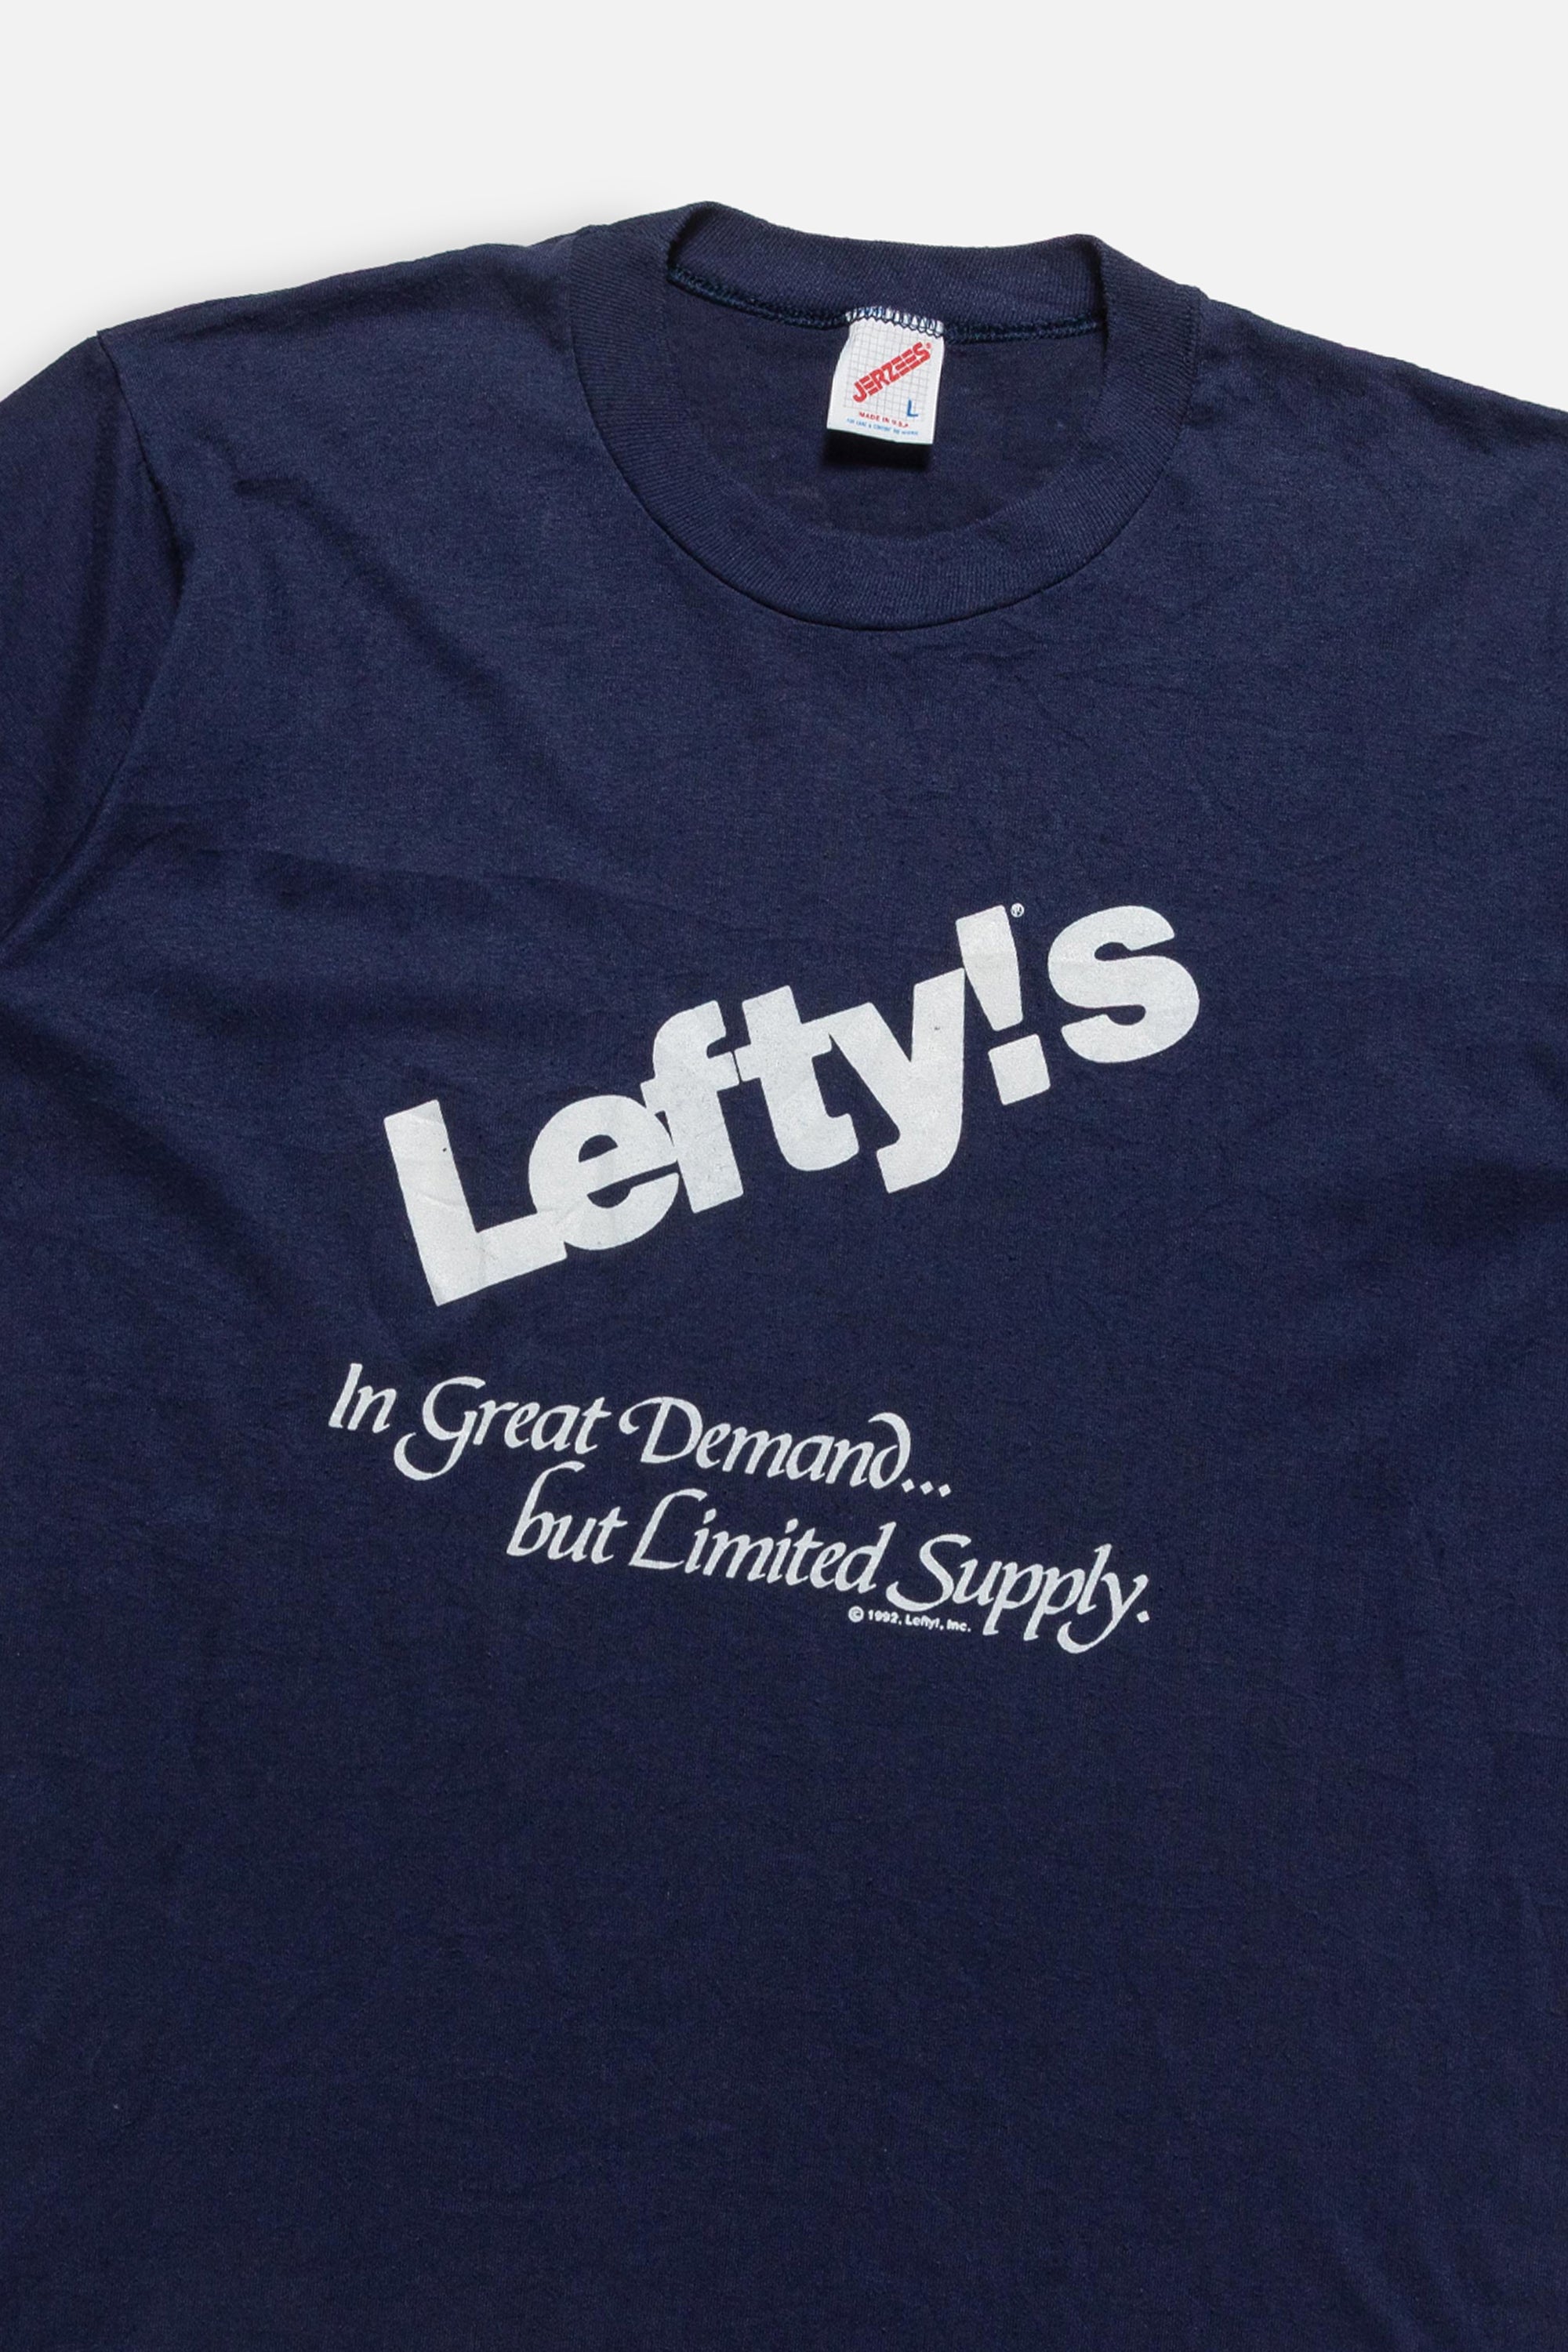 JERZEES®
L
MADE IN U.S.A
Lefty!®s
In Great Demand...
but Limited Supply.
© 1992, Lefty!, Inc.